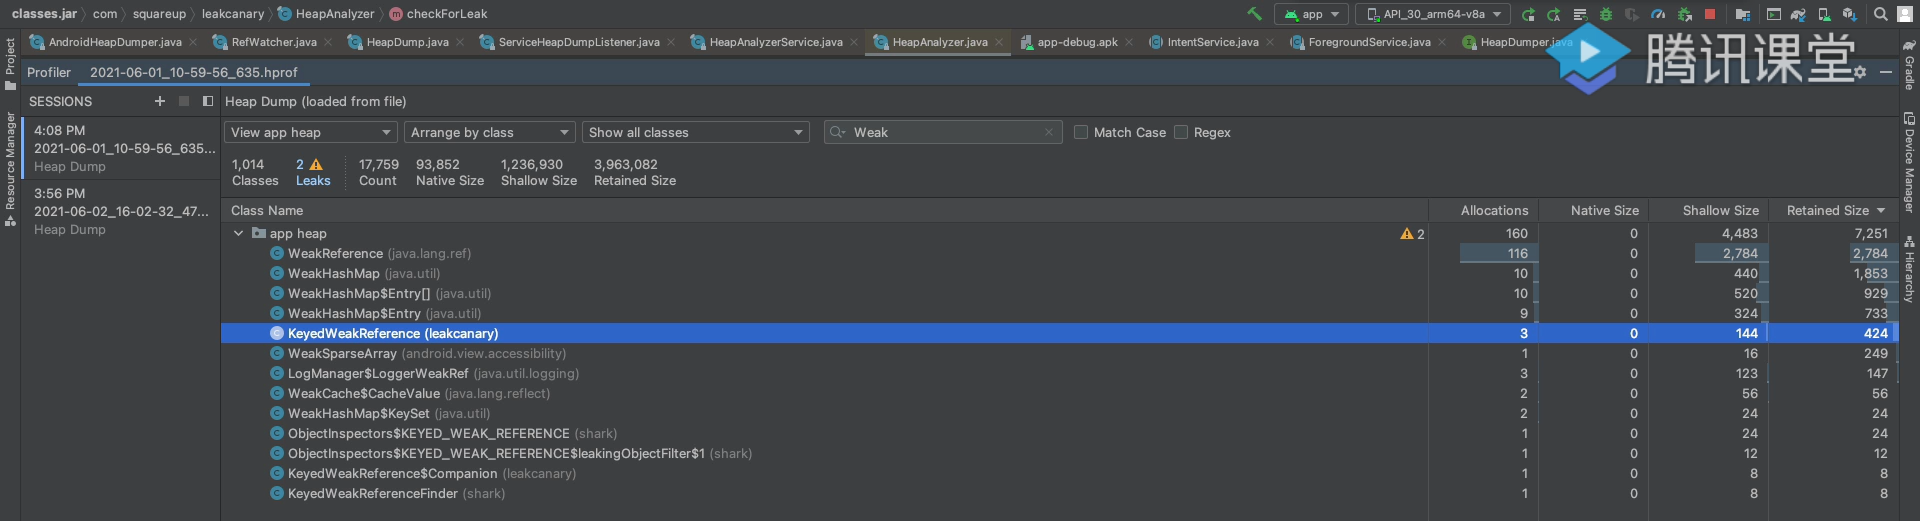 classes.jar com squareup leakcanary HeapAnalyzer checkForLeak app API_30_arm64-v8a
AndroidHeapDumper.java RefWatcher.java HeapDump.java ServiceHeapDumpListener.java HeapAnalyzerService.java HeapAnalyzer.java app-debug.apk IntentService.java ForegroundService.java HeapDumper.java
腾讯课堂
Project
Resource Manager
Gradle
Device Manager
Hierarchy
Profiler 2021-06-01_10-59-56_635.hprof
SESSIONS
4:08 PM
2021-06-01_10-59-56_635...
Heap Dump
3:56 PM
2021-06-02_16-02-32_47...
Heap Dump
Heap Dump (loaded from file)
View app heap Arrange by class Show all classes Weak Match Case Regex
1,014 2 17,759 93,852 1,236,930 3,963,082
Classes Leaks Count Native Size Shallow Size Retained Size
Class Name Allocations Native Size Shallow Size Retained Size
app heap 2 160 0 4,483 7,251
WeakReference (java.lang.ref) 116 0 2,784 2,784
WeakHashMap (java.util) 10 0 440 1,853
WeakHashMap$Entry[] (java.util) 10 0 520 929
WeakHashMap$Entry (java.util) 9 0 324 733
KeyedWeakReference (leakcanary) 3 0 144 424
WeakSparseArray (android.view.accessibility) 1 0 16 249
LogManager$LoggerWeakRef (java.util.logging) 3 0 123 147
WeakCache$CacheValue (java.lang.reflect) 2 0 56 56
WeakHashMap$KeySet (java.util) 2 0 24 24
ObjectInspectors$KEYED_WEAK_REFERENCE (shark) 1 0 24 24
ObjectInspectors$KEYED_WEAK_REFERENCE$leakingObjectFilter$1 (shark) 1 0 12 12
KeyedWeakReference$Companion (leakcanary) 1 0 8 8
KeyedWeakReferenceFinder (shark) 1 0 8 8